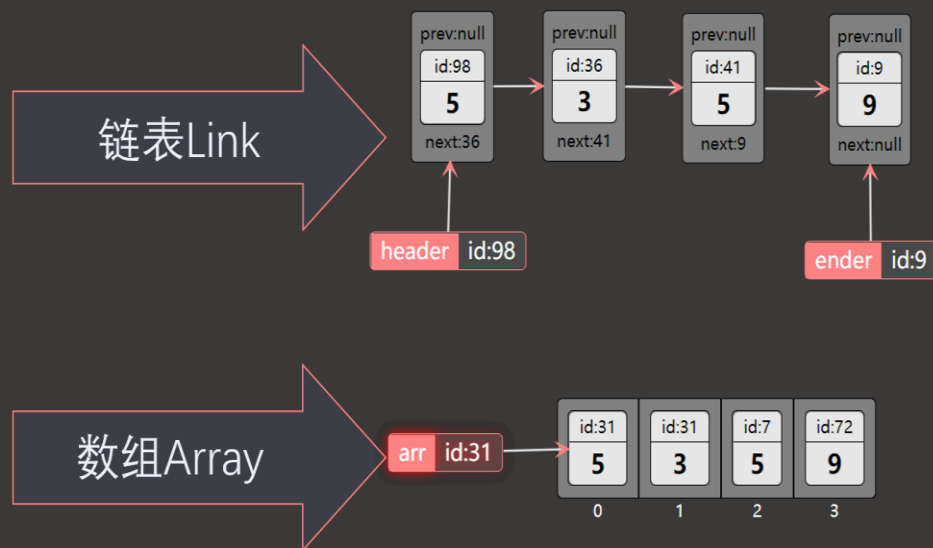 prev:null
id:98
5
next:36
prev:null
id:36
3
next:41
prev:null
id:41
5
next:9
prev:null
id:9
9
next:null
链表Link
header id:98
ender id:9
数组Array
arr id:31
id:31
5
0
id:31
3
1
id:7
5
2
id:72
9
3